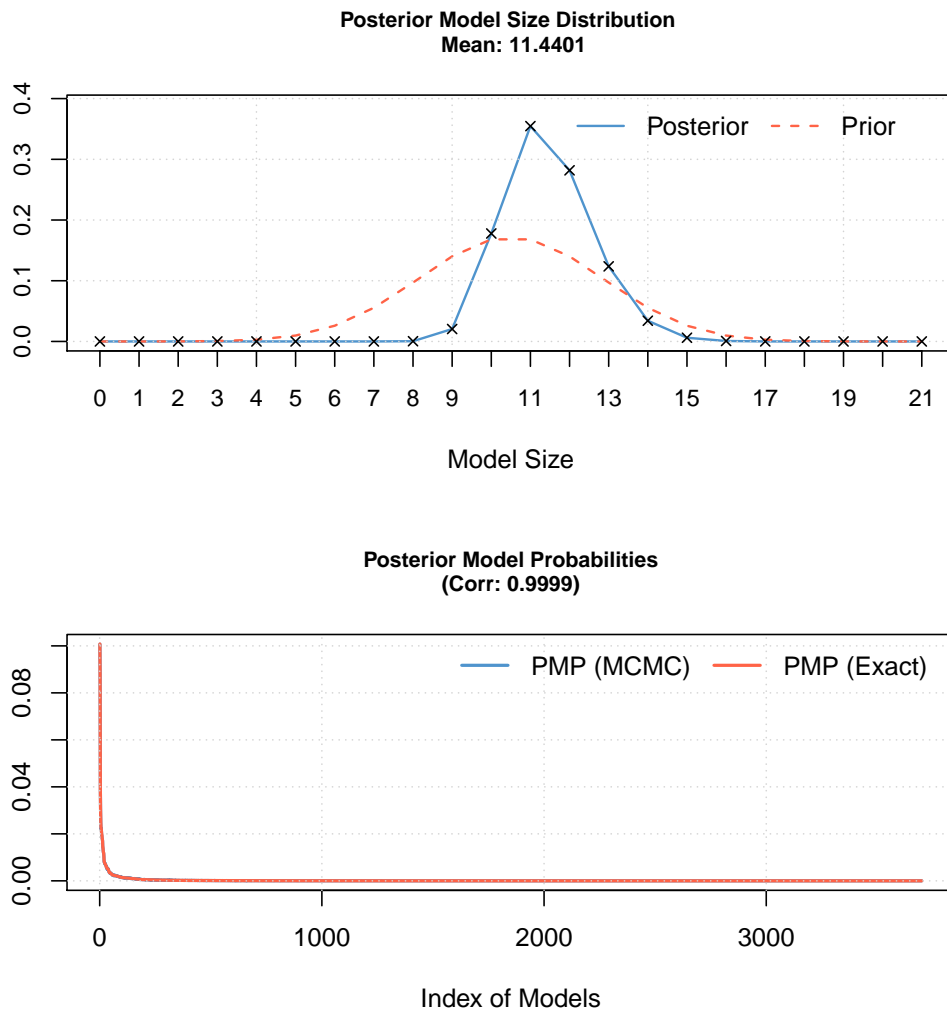 Posterior Model Size Distribution
Mean: 11.4401
0.4
0.3
0.2
0.1
0.0
Posterior
Prior
0 1 2 3 4 5 6 7 8 9 11 13 15 17 19 21
Model Size
Posterior Model Probabilities
(Corr: 0.9999)
0.08
0.04
0.00
PMP (MCMC)
PMP (Exact)
0 1000 2000 3000
Index of Models